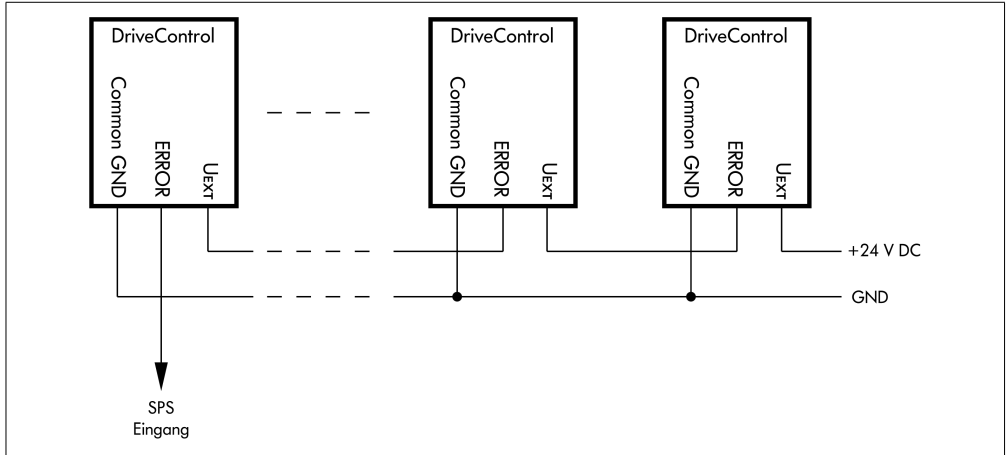 DriveControl
Common GND
ERROR
UEXT
DriveControl
Common GND
ERROR
UEXT
DriveControl
Common GND
ERROR
UEXT
+24 V DC
GND
SPS
Eingang